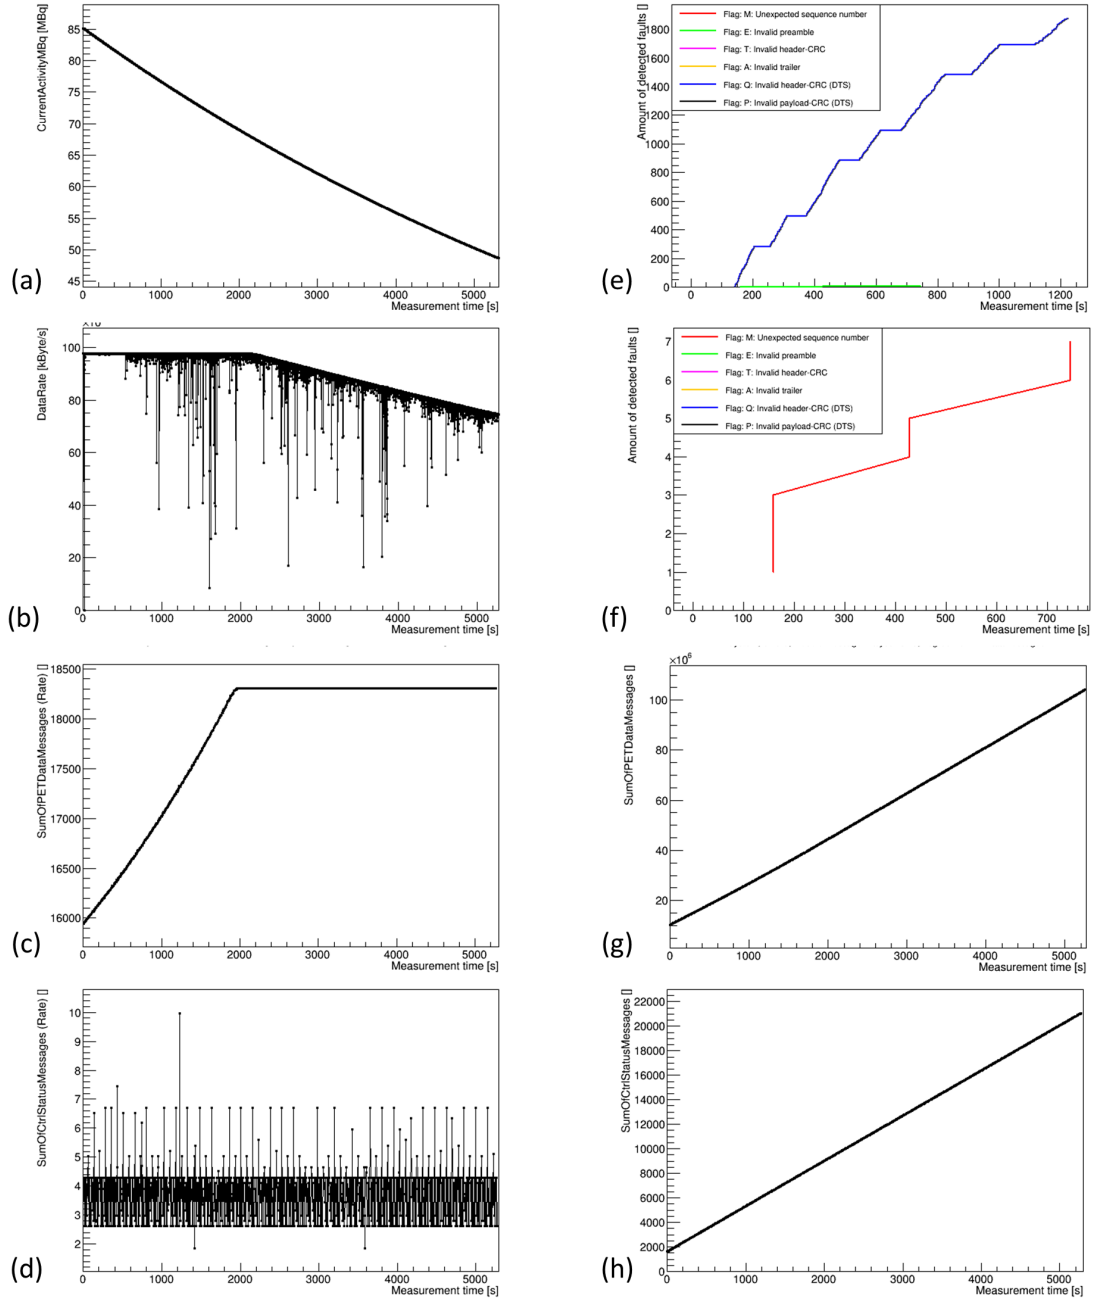 CurrentActivityMBq [MBq]
85
80
75
70
65
60
55
50
45
0 1000 2000 3000 4000 5000
Measurement time [s]
(a)
DataRate [kByte/s]
100
80
60
40
20
0
0 1000 2000 3000 4000 5000
Measurement time [s]
(b)
SumOfPETDataMessages (Rate) []
18500
18000
17500
17000
16500
16000
0 1000 2000 3000 4000 5000
Measurement time [s]
(c)
SumOfCtrlStatusMessages (Rate) []
10
9
8
7
6
5
4
3
2
0 1000 2000 3000 4000 5000
Measurement time [s]
(d)
Amount of detected faults []
Flag: M: Unexpected sequence number
Flag: E: Invalid preamble
Flag: T: Invalid header-CRC
Flag: A: Invalid trailer
Flag: Q: Invalid header-CRC (DTS)
Flag: P: Invalid payload-CRC (DTS)
1800
1600
1400
1200
1000
800
600
400
200
0
0 200 400 600 800 1000 1200
Measurement time [s]
(e)
Amount of detected faults []
Flag: M: Unexpected sequence number
Flag: E: Invalid preamble
Flag: T: Invalid header-CRC
Flag: A: Invalid trailer
Flag: Q: Invalid header-CRC (DTS)
Flag: P: Invalid payload-CRC (DTS)
7
6
5
4
3
2
1
0
0 100 200 300 400 500 600 700
Measurement time [s]
(f)
×10⁶
SumOfPETDataMessages []
100
80
60
40
20
0 1000 2000 3000 4000 5000
Measurement time [s]
(g)
SumOfCtrlStatusMessages []
22000
20000
18000
16000
14000
12000
10000
8000
6000
4000
2000
0
0 1000 2000 3000 4000 5000
Measurement time [s]
(h)